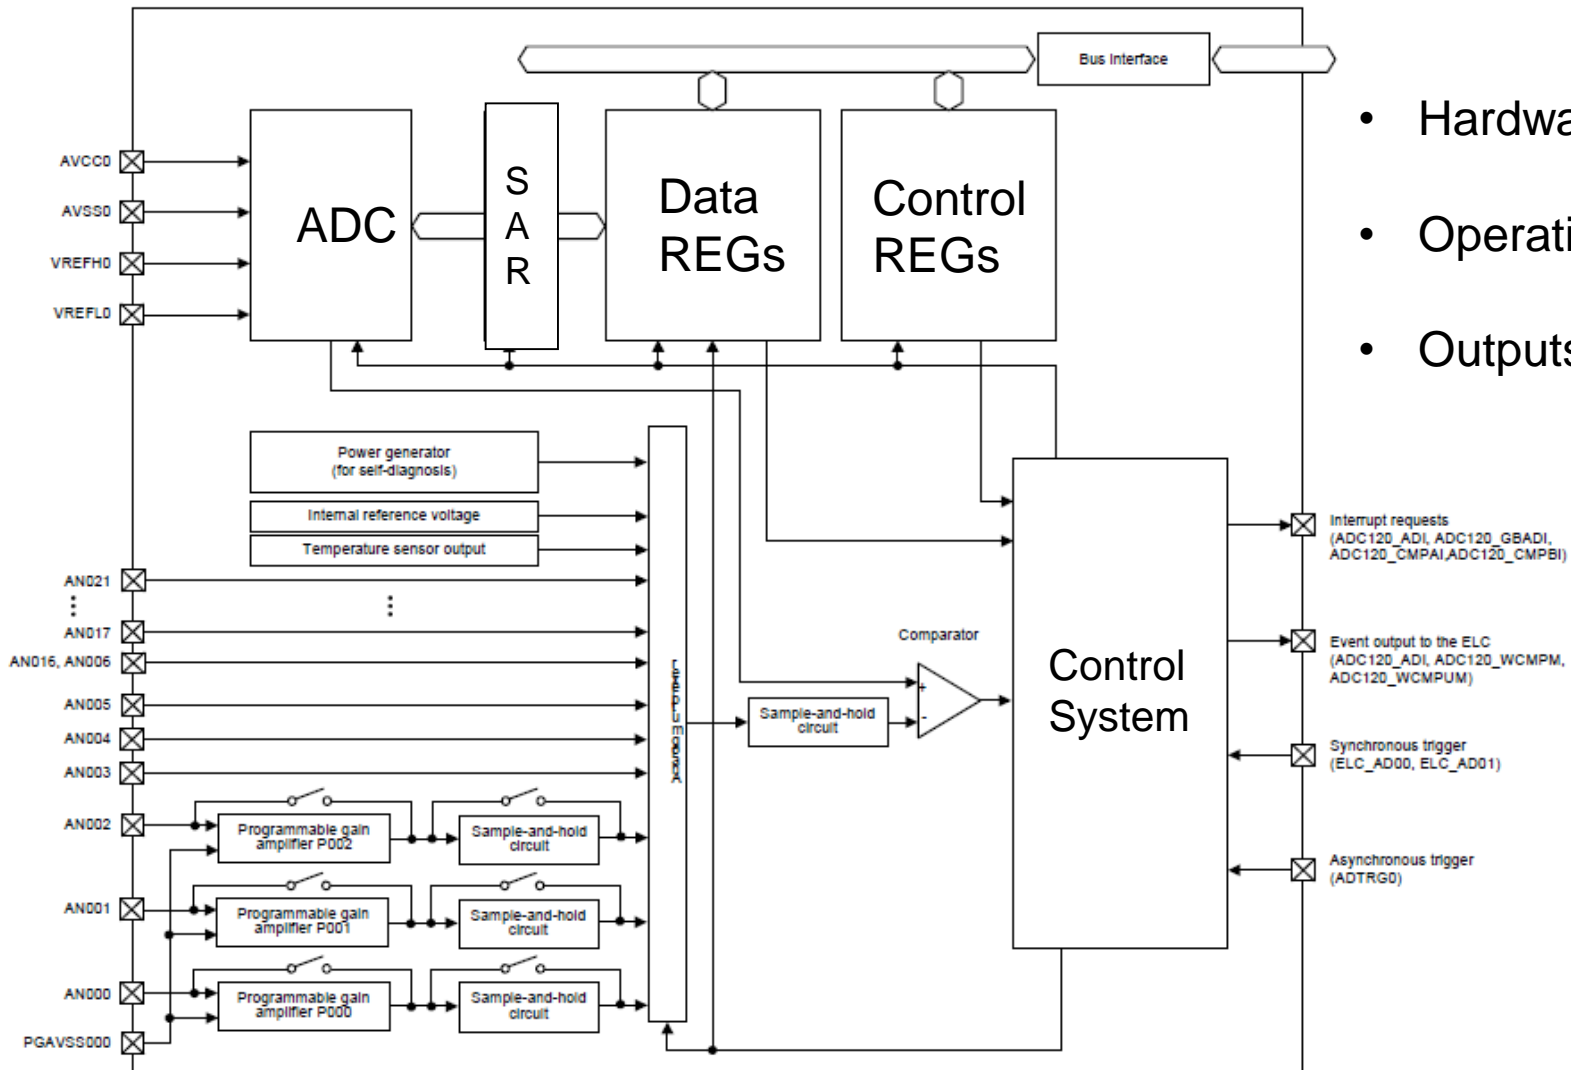 Bus interface
• Hardwa
• Operati
• Outputs
AVCC0
AVSS0
VREFH0
VREFL0
ADC
S
A
R
Data
REGs
Control
REGs
Power generator
(for self-diagnosis)
Internal reference voltage
Temperature sensor output
AN021
AN017
AN016, AN006
AN005
AN004
AN003
AN002
AN001
AN000
PGAVSS000
Programmable gain
amplifier P002
Sample-and-hold
circuit
Programmable gain
amplifier P001
Sample-and-hold
circuit
Programmable gain
amplifier P000
Sample-and-hold
circuit
Sample-and-hold
circuit
Comparator
+
-
Control
System
Interrupt requests
(ADC120_ADI, ADC120_GBADI,
ADC120_CMPAI,ADC120_CMPBI)
Event output to the ELC
(ADC120_ADI, ADC120_WCMPM,
ADC120_WCMPUM)
Synchronous trigger
(ELC_AD00, ELC_AD01)
Asynchronous trigger
(ADTRG0)